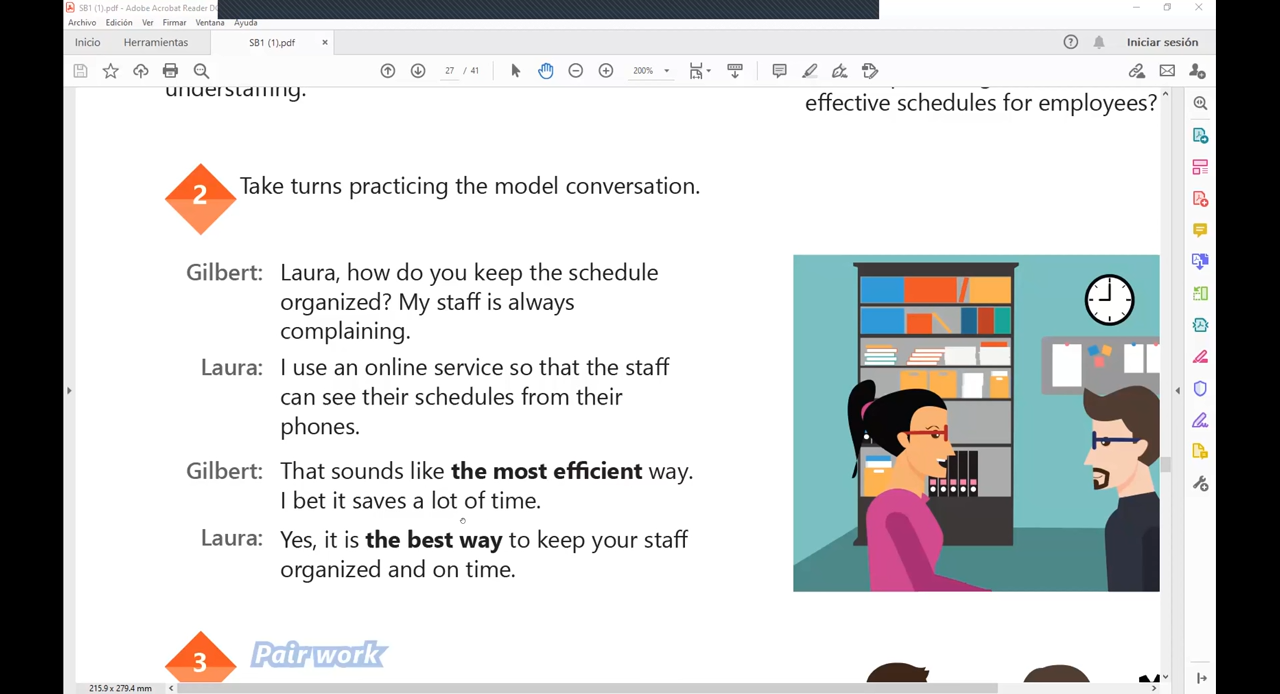 SB1 (1).pdf - Adobe Acrobat Reader D
Archivo Edición Ver Firmar Ventana Ayuda
Inicio Herramientas SB1 (1).pdf × Iniciar sesión
27 / 41 200%
understaffing.
effective schedules for employees?
2 Take turns practicing the model conversation.
Gilbert: Laura, how do you keep the schedule
organized? My staff is always
complaining.
Laura: I use an online service so that the staff
can see their schedules from their
phones.
Gilbert: That sounds like the most efficient way.
I bet it saves a lot of time.
Laura: Yes, it is the best way to keep your staff
organized and on time.
3 Pair work
215.9 x 279.4 mm